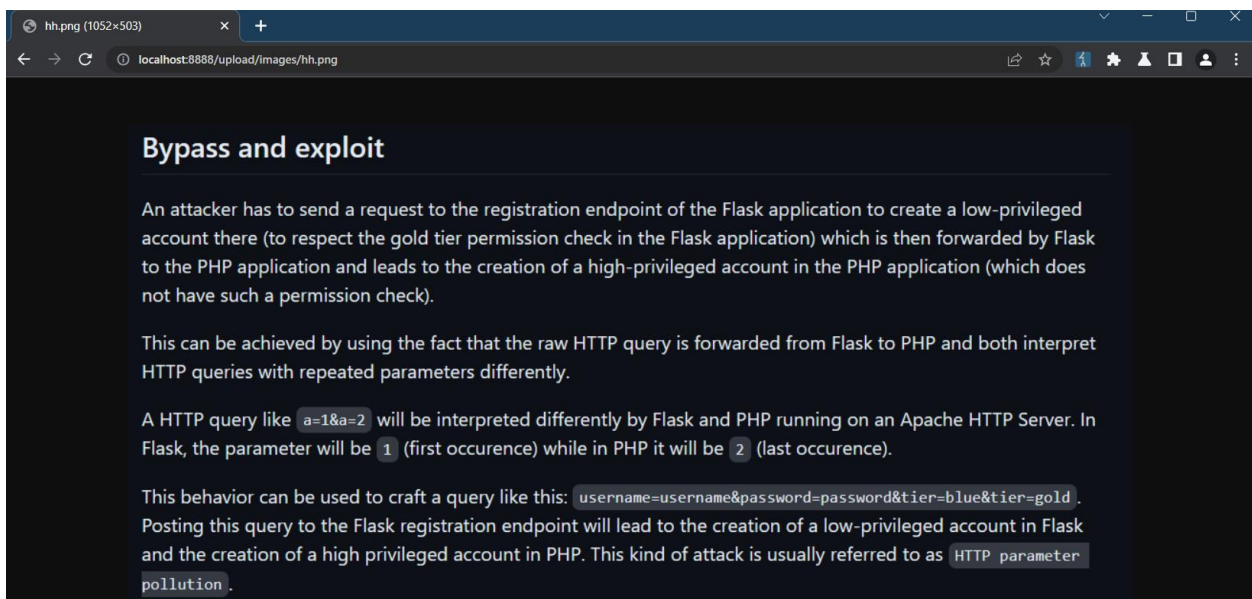 hh.png (1052×503)
localhost:8888/upload/images/hh.png
Bypass and exploit
An attacker has to send a request to the registration endpoint of the Flask application to create a low-privileged
account there (to respect the gold tier permission check in the Flask application) which is then forwarded by Flask
to the PHP application and leads to the creation of a high-privileged account in the PHP application (which does
not have such a permission check).
This can be achieved by using the fact that the raw HTTP query is forwarded from Flask to PHP and both interpret
HTTP queries with repeated parameters differently.
A HTTP query like a=1&a=2 will be interpreted differently by Flask and PHP running on an Apache HTTP Server. In
Flask, the parameter will be 1 (first occurence) while in PHP it will be 2 (last occurence).
This behavior can be used to craft a query like this: username=username&password=password&tier=blue&tier=gold.
Posting this query to the Flask registration endpoint will lead to the creation of a low-privileged account in Flask
and the creation of a high privileged account in PHP. This kind of attack is usually referred to as HTTP parameter
pollution.